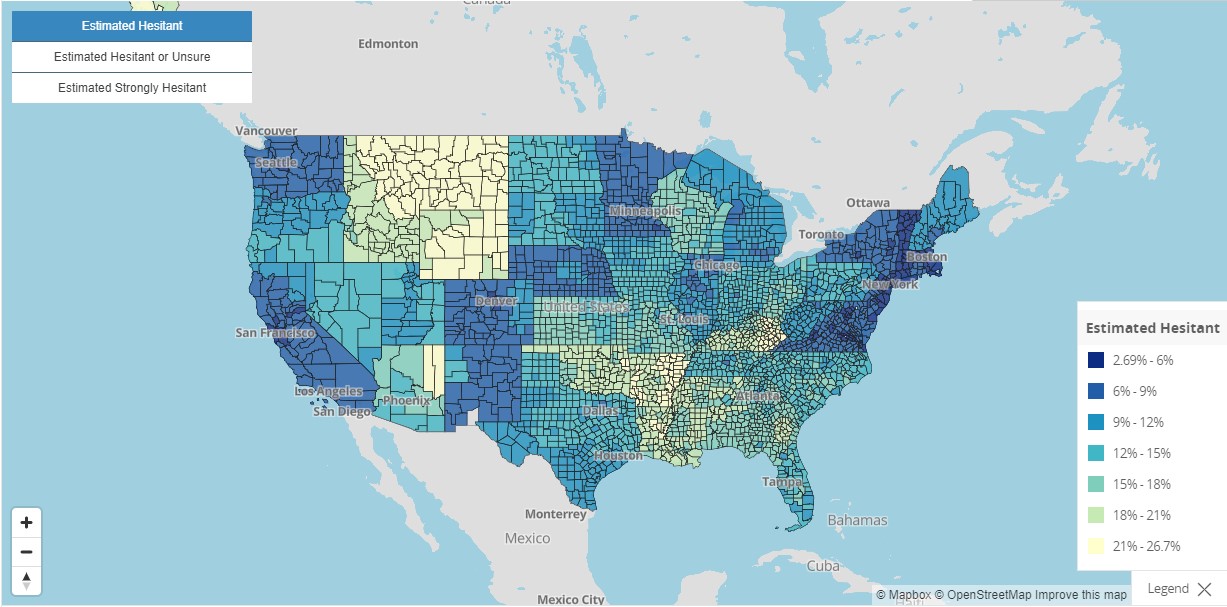 Canada
Estimated Hesitant
Estimated Hesitant or Unsure
Estimated Strongly Hesitant
Edmonton
Vancouver
Seattle
Ottawa
Minneapolis
Toronto
Boston
Chicago
New York
Denver
United States
St. Louis
San Francisco
Los Angeles
Phoenix
Atlanta
San Diego
Dallas
Houston
Tampa
Monterrey
Bahamas
Mexico
Cuba
Mexico City
Haiti
Estimated Hesitant
2.69% - 6%
6% - 9%
9% - 12%
12% - 15%
15% - 18%
18% - 21%
21% - 26.7%
Legend
© Mapbox © OpenStreetMap Improve this map